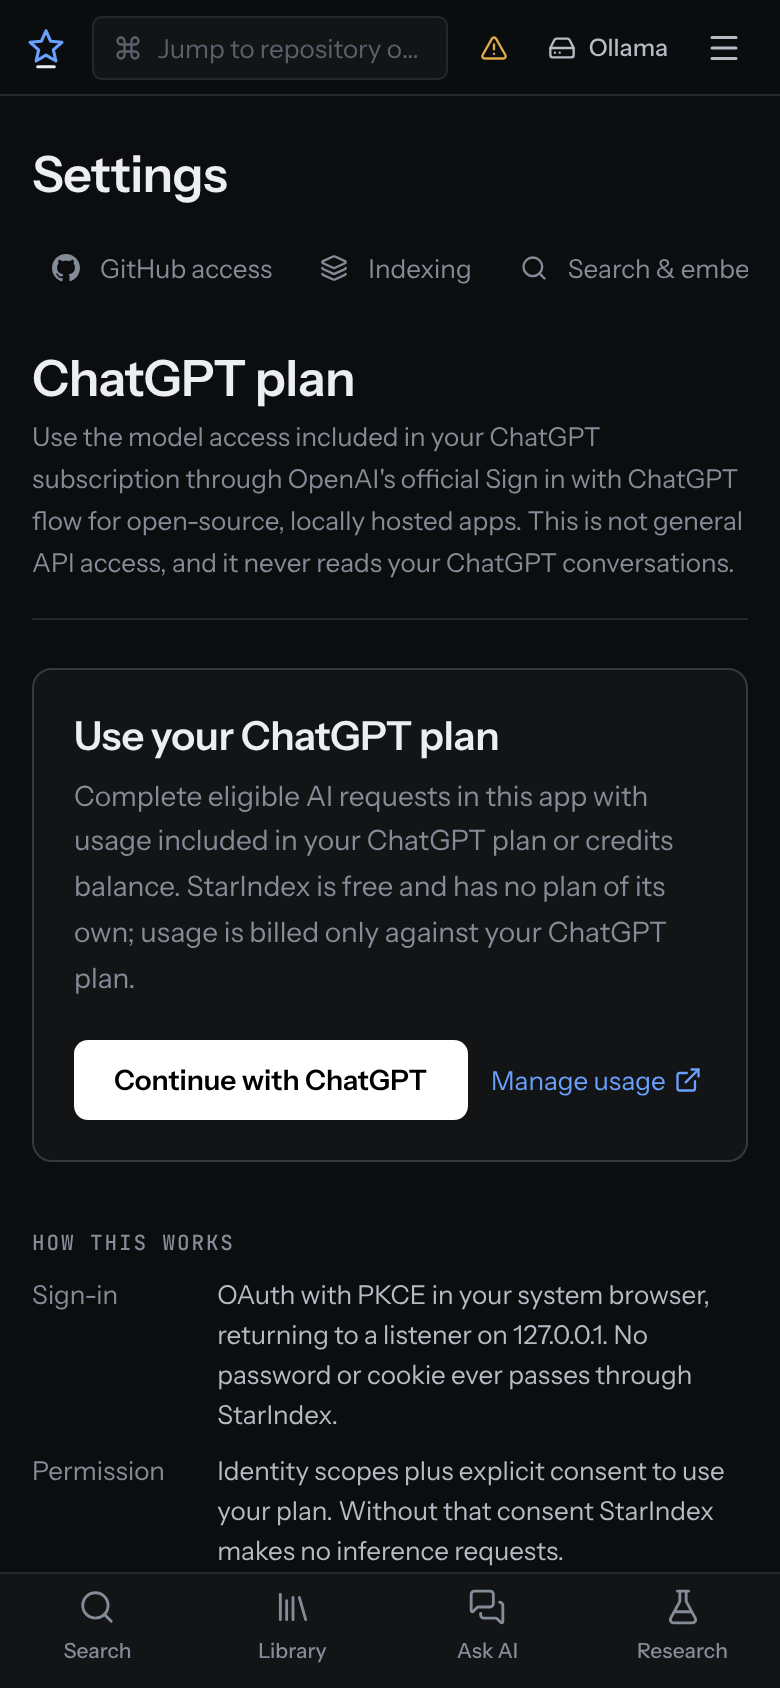 Jump to repository o...
Ollama
Settings
GitHub access
Indexing
Search & embe
ChatGPT plan
Use the model access included in your ChatGPT
subscription through OpenAI's official Sign in with ChatGPT
flow for open-source, locally hosted apps. This is not general
API access, and it never reads your ChatGPT conversations.
Use your ChatGPT plan
Complete eligible AI requests in this app with
usage included in your ChatGPT plan or credits
balance. StarIndex is free and has no plan of its
own; usage is billed only against your ChatGPT
plan.
Continue with ChatGPT
Manage usage
HOW THIS WORKS
Sign-in
OAuth with PKCE in your system browser,
returning to a listener on 127.0.0.1. No
password or cookie ever passes through
StarIndex.
Permission
Identity scopes plus explicit consent to use
your plan. Without that consent StarIndex
makes no inference requests.
Search
Library
Ask AI
Research